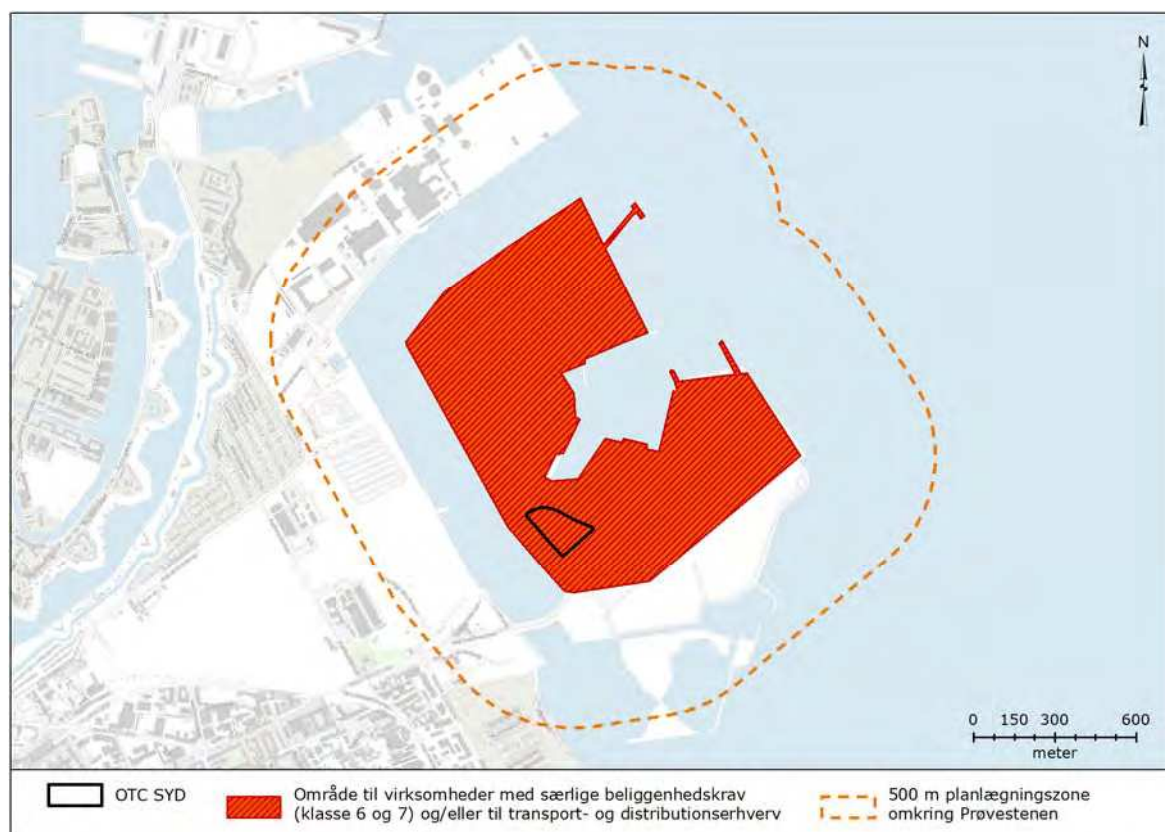 N
0 150 300 600
meter
OTC SYD
Område til virksomheder med særlige beliggenhedskrav
(klasse 6 og 7) og/eller til transport- og distributionserhverv
500 m planlægningszone
omkring Prøvestenen